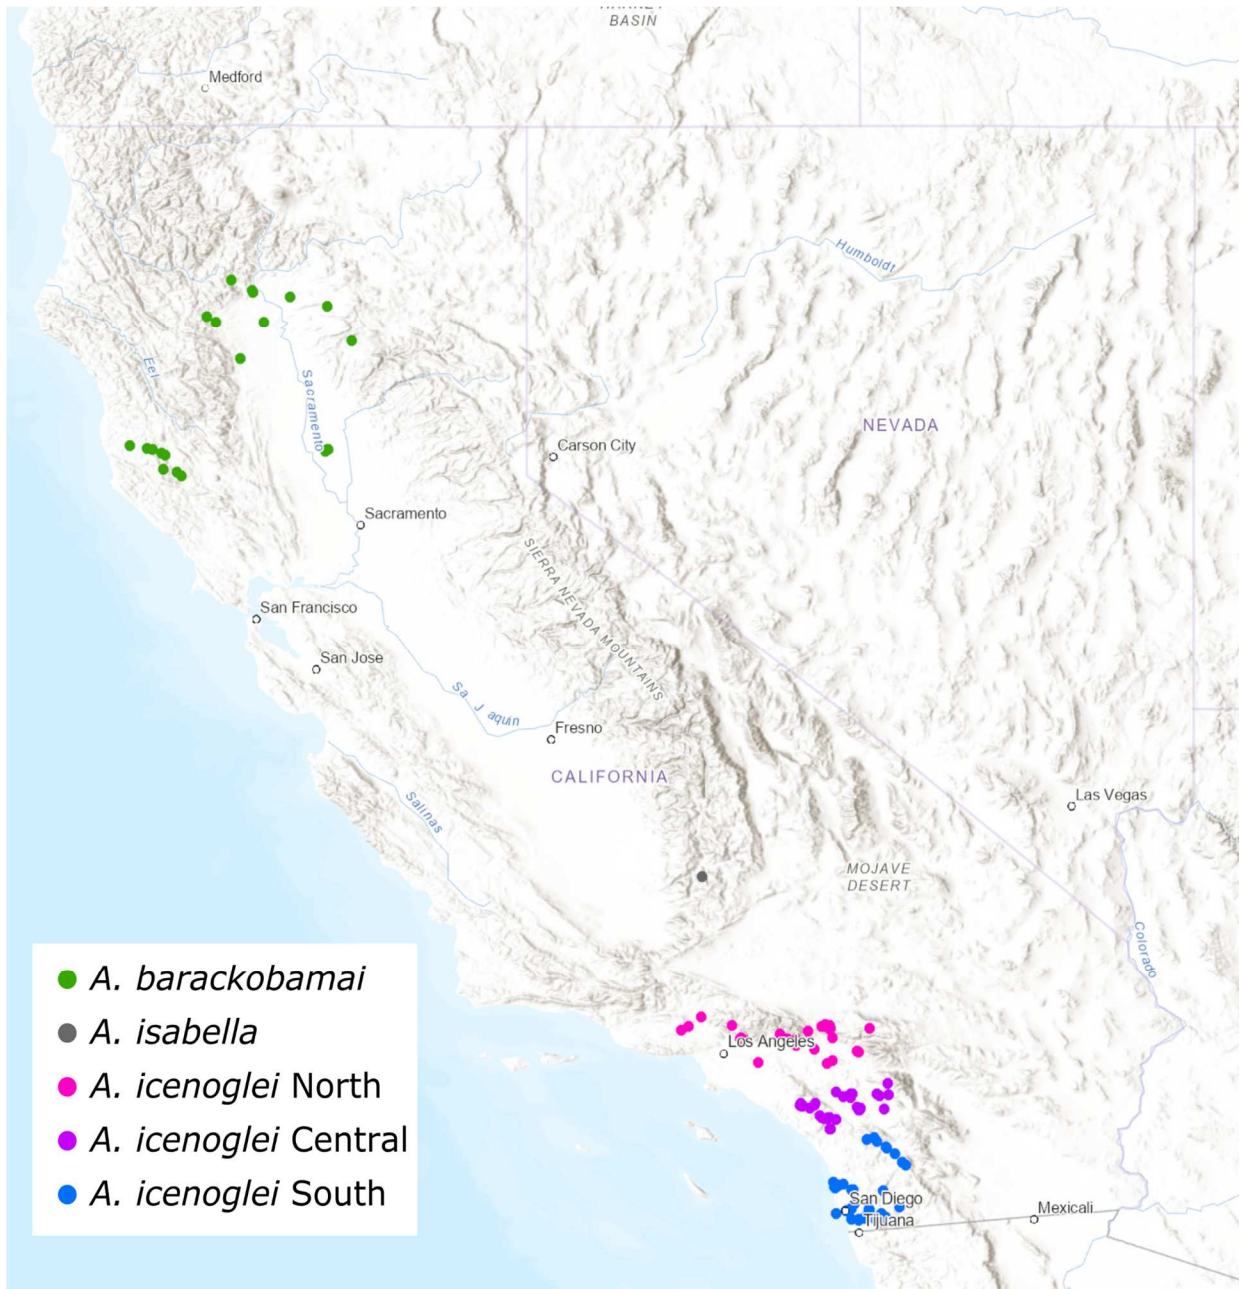 BASIN
Medford
Humboldt
Eel
Sacramento
NEVADA
Carson City
Sacramento
SIERRA NEVADA MOUNTAINS
San Francisco
San Jose
Sa J aquin
Fresno
CALIFORNIA
Salinas
Las Vegas
MOJAVE
DESERT
Colorado
A. barackobamai
A. isabella
A. icenoglei North
A. icenoglei Central
A. icenoglei South
Los Angeles
San Diego
Tijuana
Mexicali